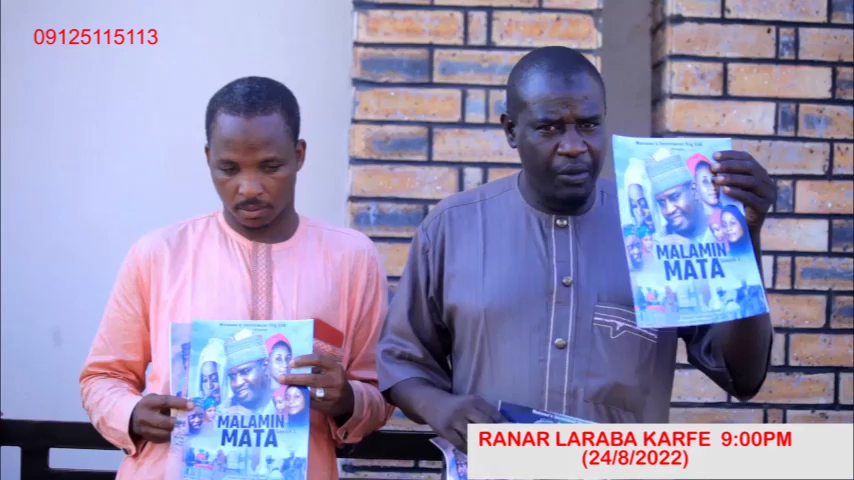 09125115113
MALAMIN
MATA
MALAMIN
MATA
RANAR LARABA KARFE 9:00PM
(24/8/2022)